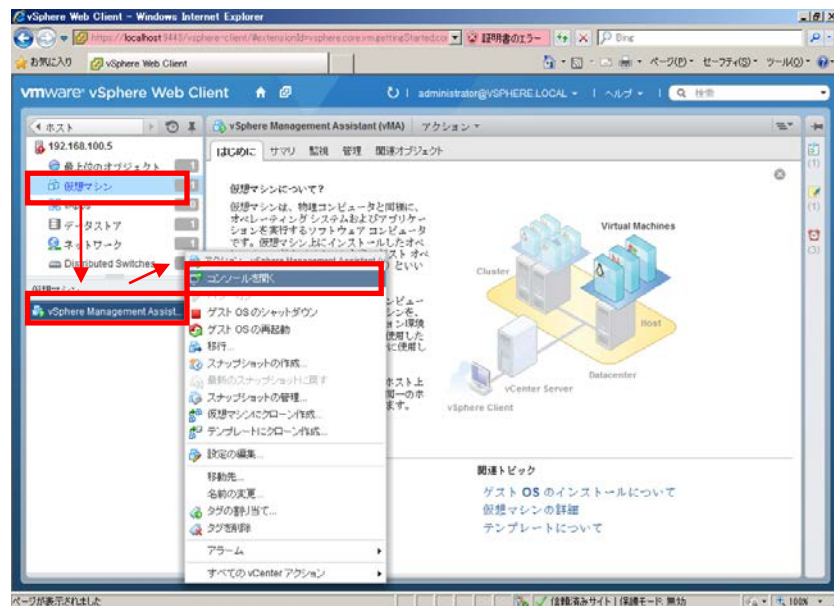 vSphere Web Client - Windows Internet Explorer
https://localhost:9443/vsphere-client/#extensionId=vsphere.core.vm.gettingStarted.co
証明書のエラー
Bing
お気に入り
vSphere Web Client
ページ(P)
セーフティ(S)
ツール(O)
vmware® vSphere Web Client
administrator@VSPHERE.LOCAL
ヘルプ
検索
ホスト
vSphere Management Assistant (vMA)
アクション
192.168.100.5
はじめに サマリ 監視 管理 関連オブジェクト
最上位のオブジェクト 1
仮想マシン
データストア 1
ネットワーク 1
Distributed Switches
仮想マシン
vSphere Management Assist...
仮想マシンについて?
仮想マシンは、物理コンピュータと同様に、
オペレーティング システムおよびアプリケー
ションを実行するソフトウェア コンピュータ
です。仮想マシン上にインストールしたオペ
コンソールを開く
ゲスト OS のシャットダウン
ゲスト OS の再起動
移行...
スナップショットの作成...
最新のスナップショットに戻す
スナップショットの管理...
仮想マシンにクローン作成...
テンプレートにクローン作成...
設定の編集...
移動先...
名前の変更...
タグの割り当て...
タグを削除
アラーム
すべての vCenter アクション
Virtual Machines
Cluster
Host
Datacenter
vCenter Server
vSphere Client
関連トピック
ゲスト OS のインストールについて
仮想マシンの詳細
テンプレートについて
(1)
(1)
(3)
ページが表示されました
信頼済みサイト | 保護モード: 無効
100%